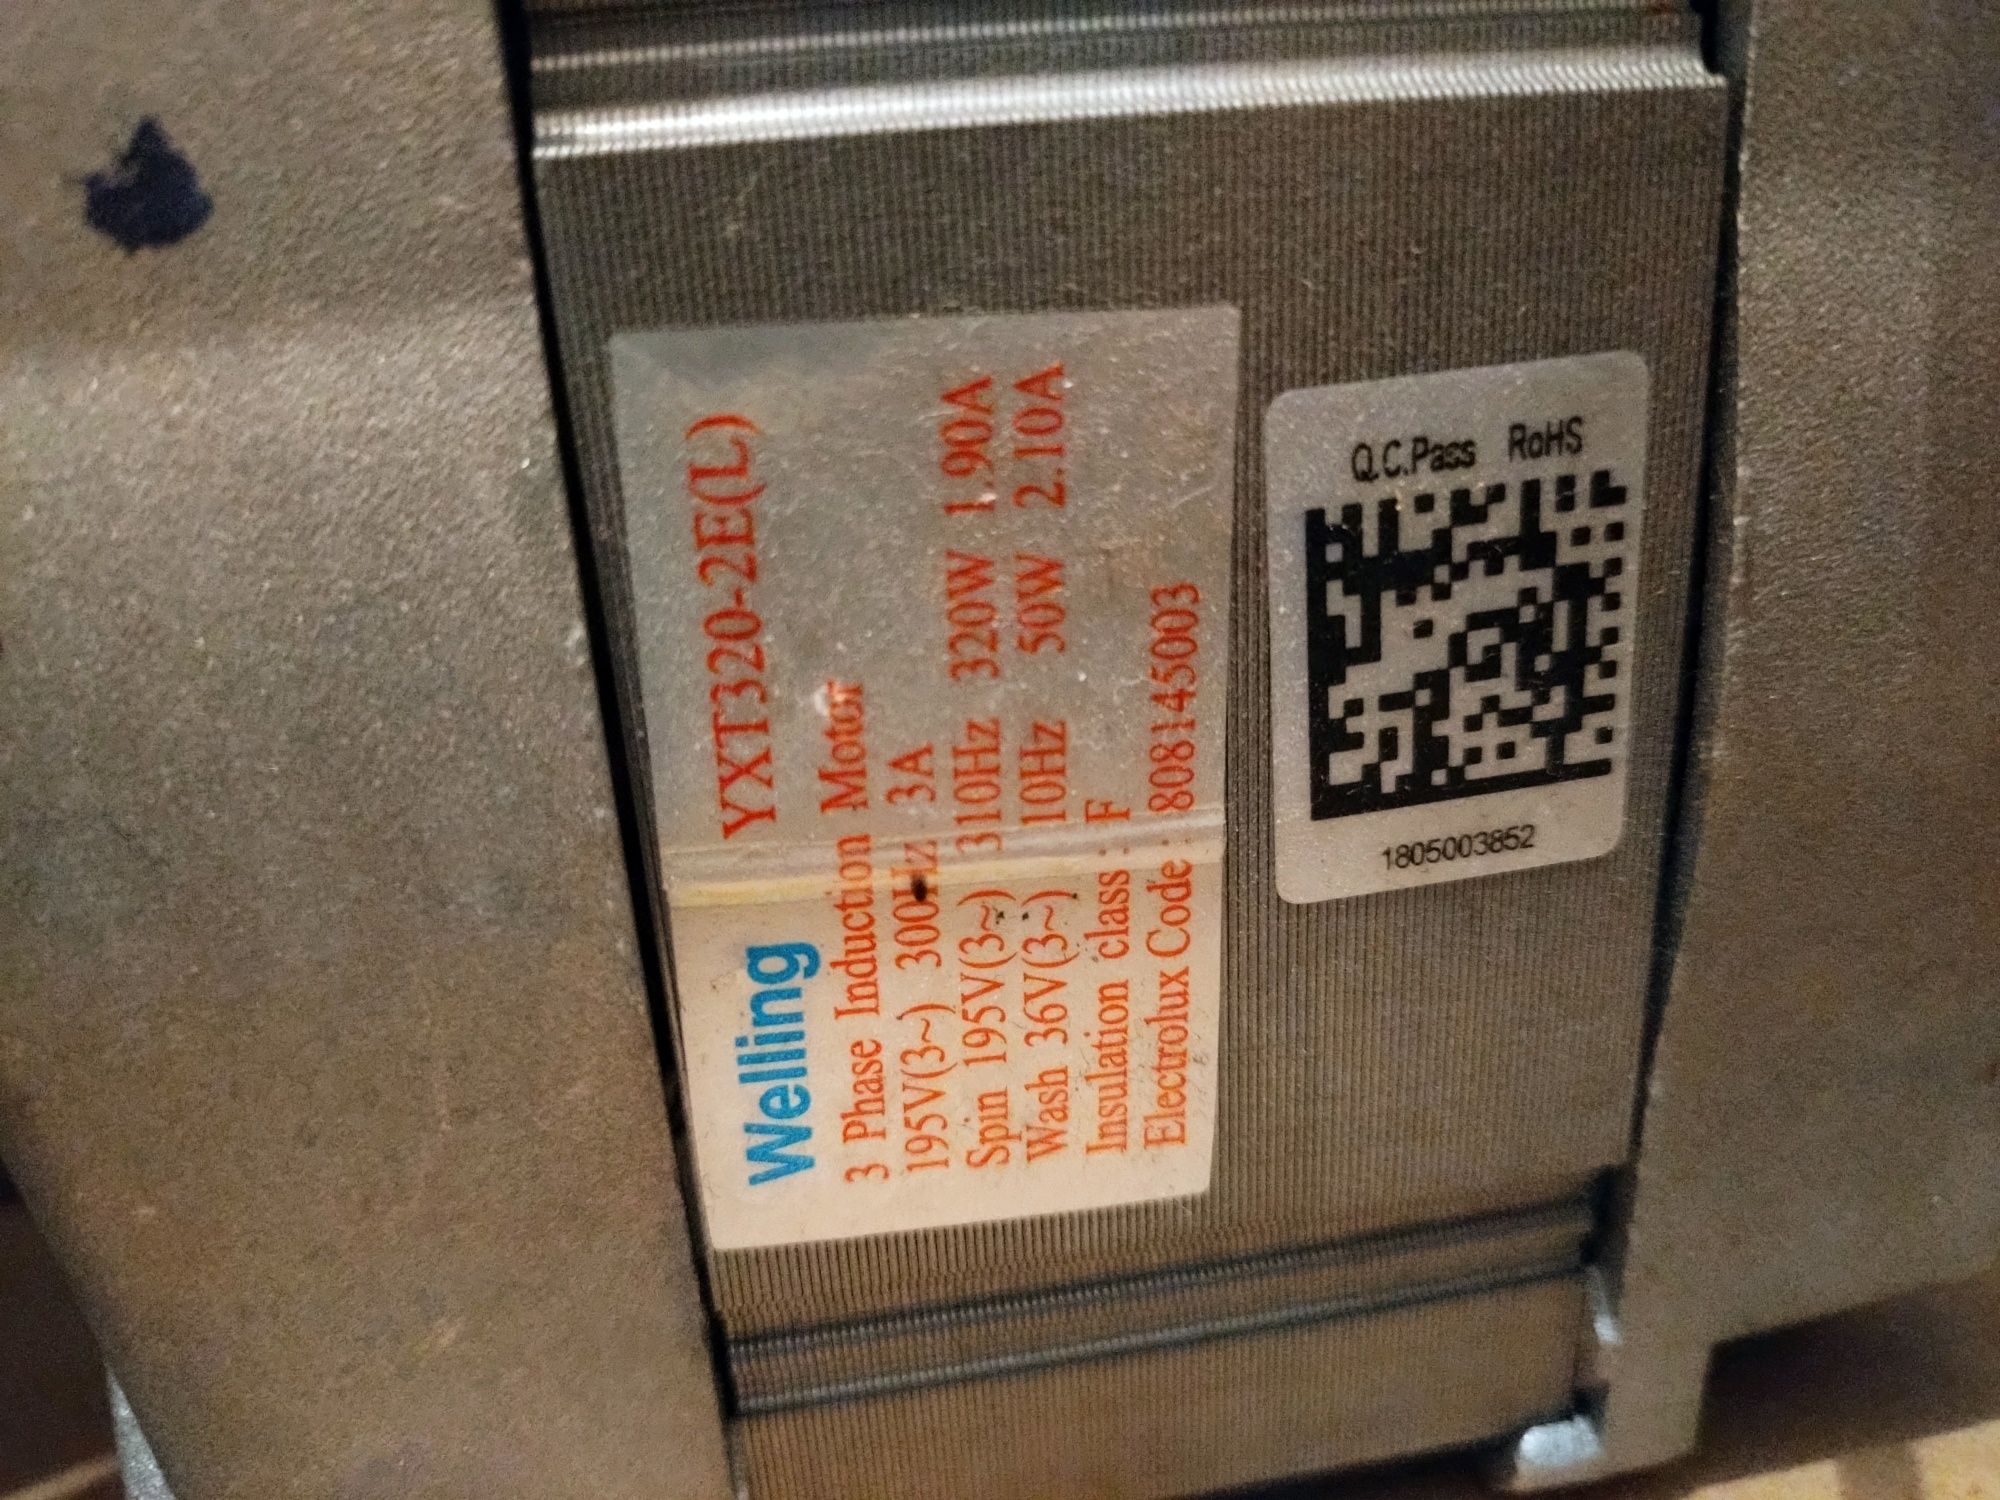 Welling YXT320-2E(L)
3 Phase Induction Motor
195V(3~) 300Hz 3A
Spin 195V(3~) 310Hz 320W 1.90A
Wash 36V(3~) 10Hz 50W 2.10A
Insulation class : F
Electrolux Code : 808145003
Q.C.Pass RoHS
1805003852